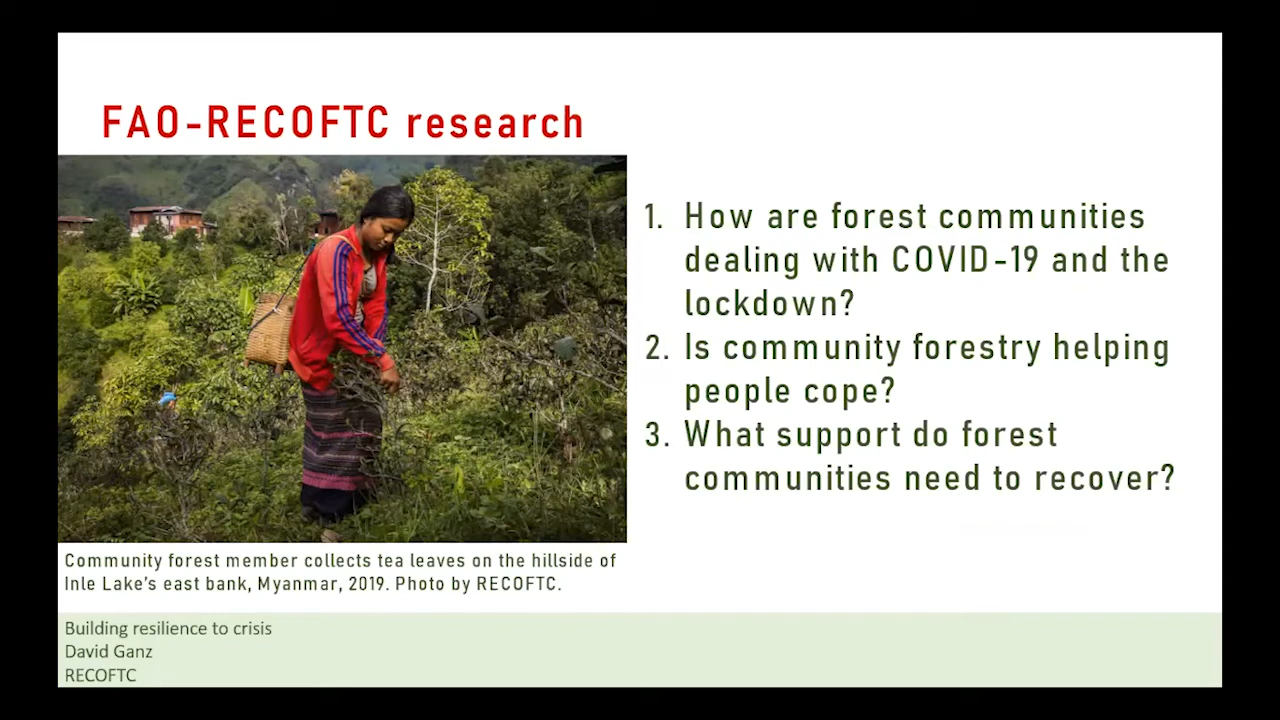 FAO-RECOFTC research
1. How are forest communities
dealing with COVID-19 and the
lockdown?
2. Is community forestry helping
people cope?
3. What support do forest
communities need to recover?
Community forest member collects tea leaves on the hillside of
Inle Lake's east bank, Myanmar, 2019. Photo by RECOFTC.
Building resilience to crisis
David Ganz
RECOFTC